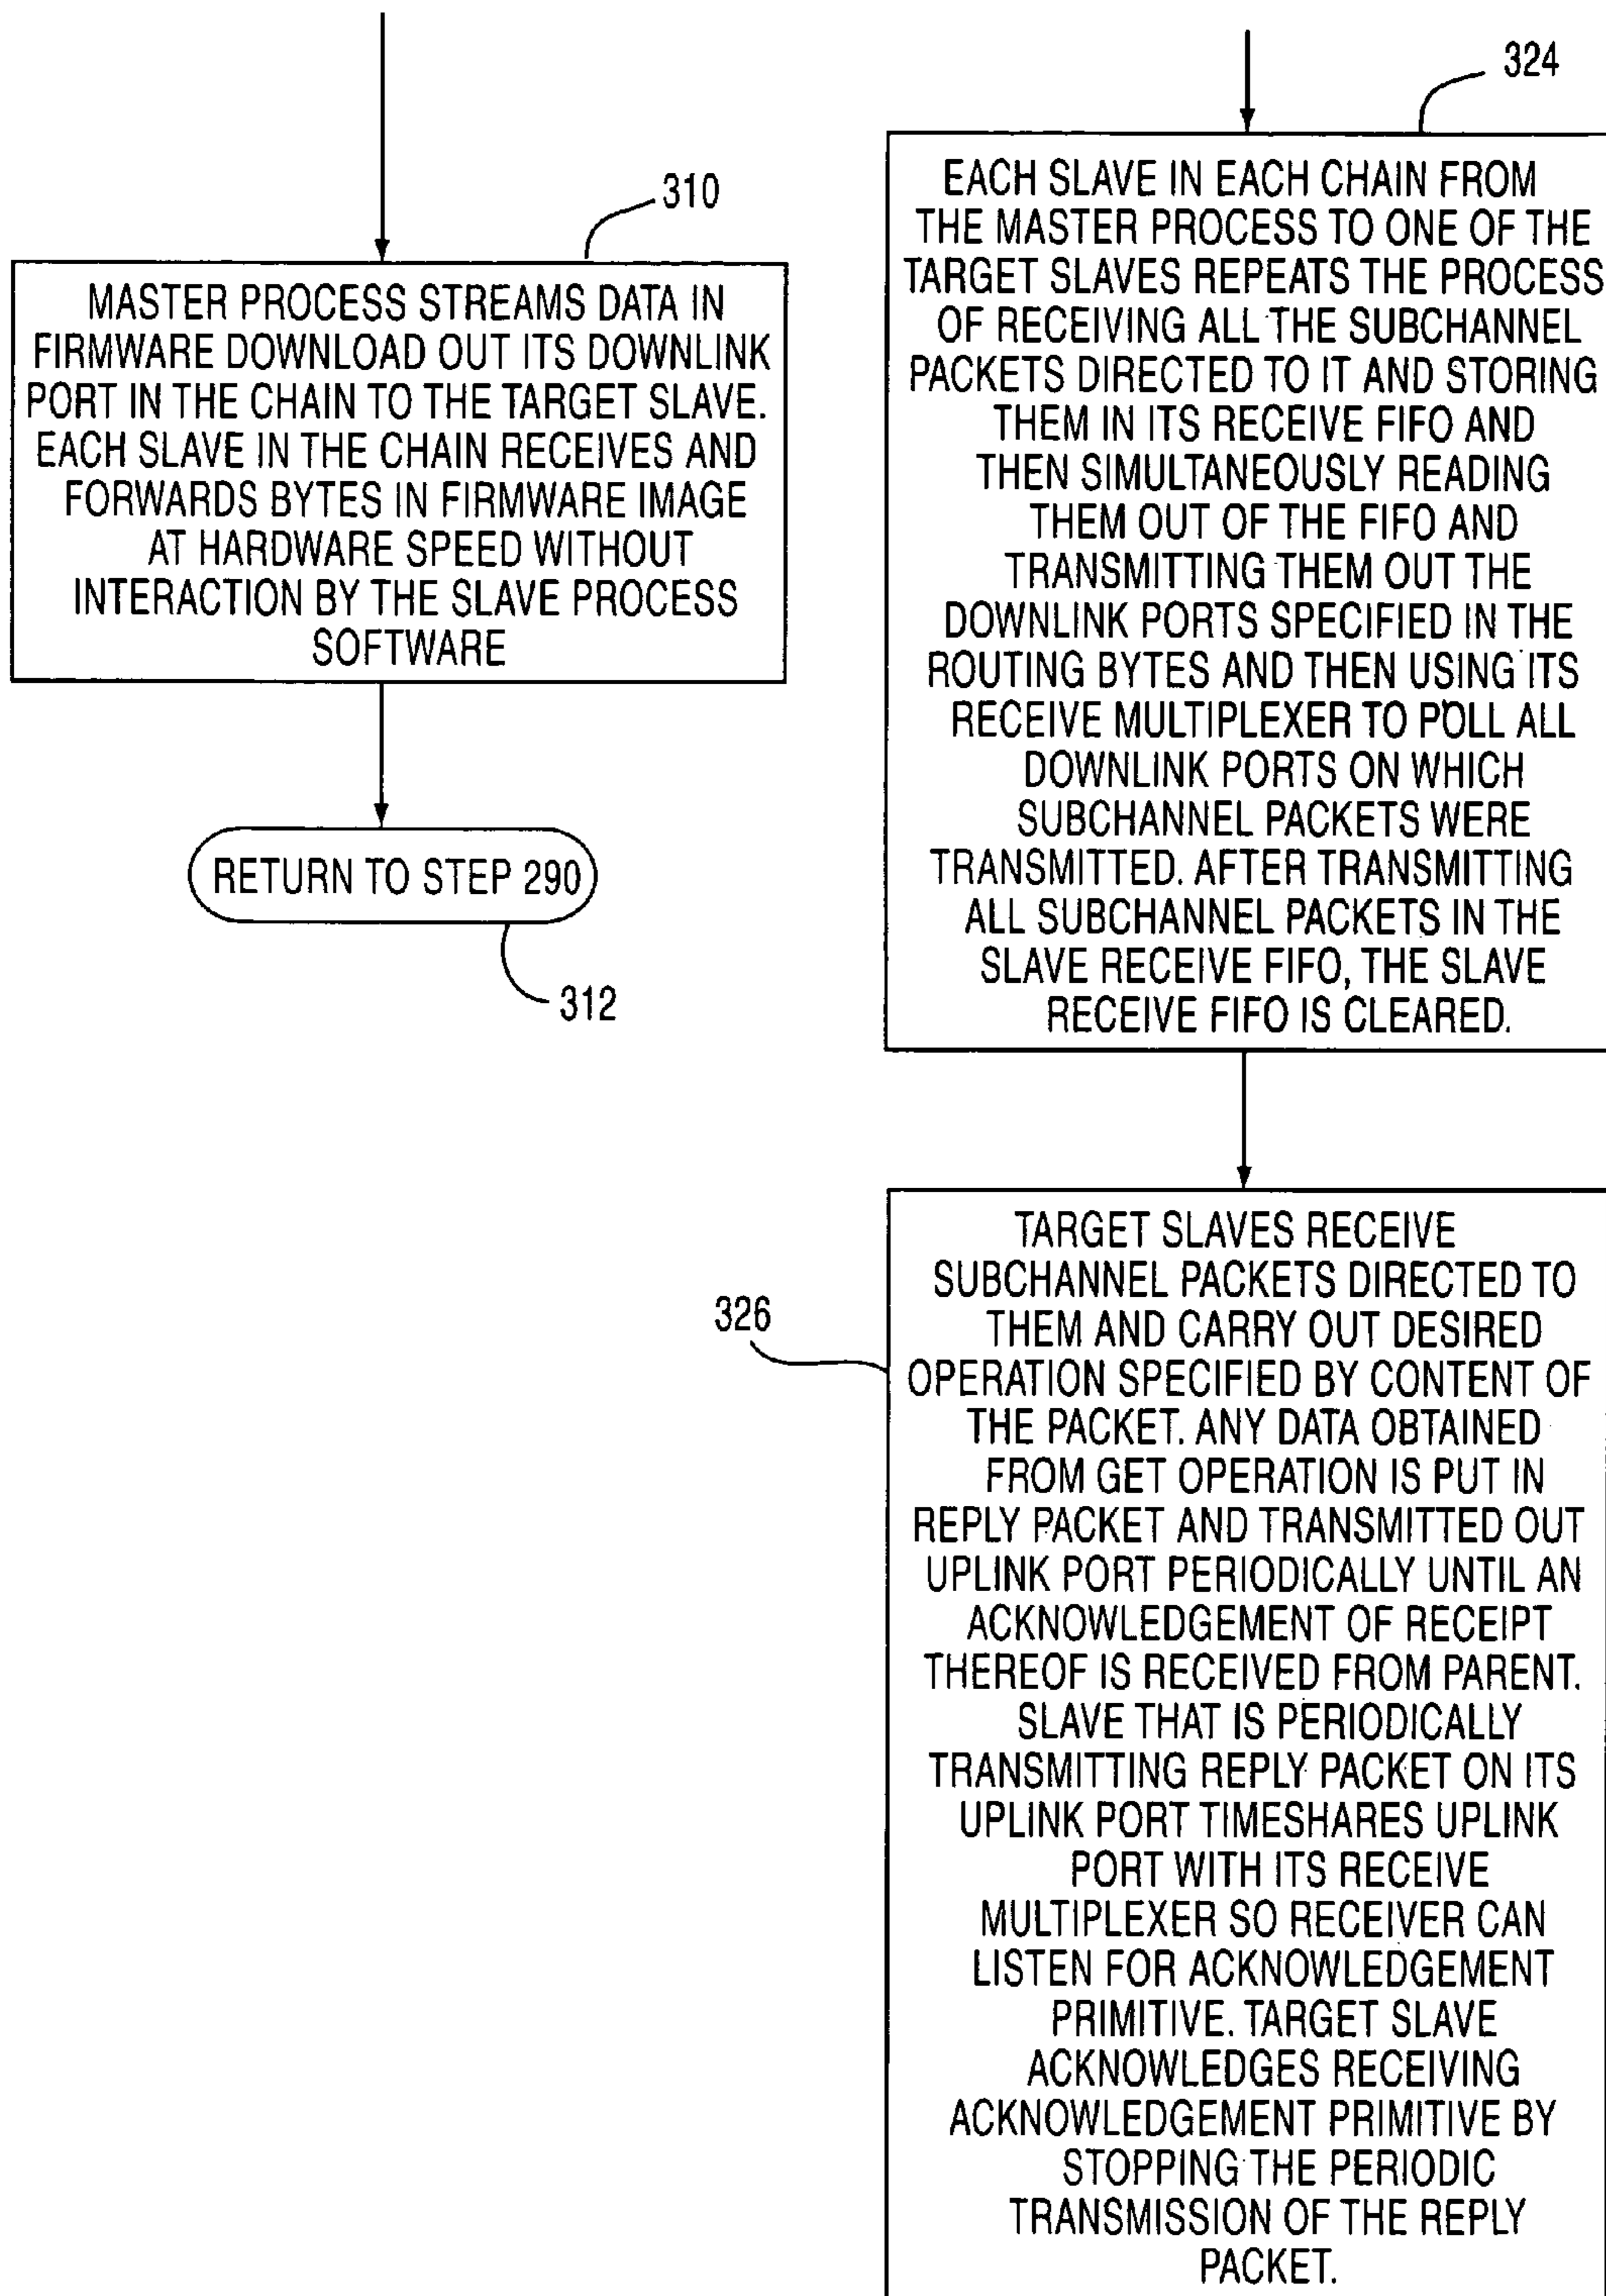 310
MASTER PROCESS STREAMS DATA IN
FIRMWARE DOWNLOAD OUT ITS DOWNLINK
PORT IN THE CHAIN TO THE TARGET SLAVE.
EACH SLAVE IN THE CHAIN RECEIVES AND
FORWARDS BYTES IN FIRMWARE IMAGE
AT HARDWARE SPEED WITHOUT
INTERACTION BY THE SLAVE PROCESS
SOFTWARE
RETURN TO STEP 290
312
324
EACH SLAVE IN EACH CHAIN FROM
THE MASTER PROCESS TO ONE OF THE
TARGET SLAVES REPEATS THE PROCESS
OF RECEIVING ALL THE SUBCHANNEL
PACKETS DIRECTED TO IT AND STORING
THEM IN ITS RECEIVE FIFO AND
THEN SIMULTANEOUSLY READING
THEM OUT OF THE FIFO AND
TRANSMITTING THEM OUT THE
DOWNLINK PORTS SPECIFIED IN THE
ROUTING BYTES AND THEN USING ITS
RECEIVE MULTIPLEXER TO POLL ALL
DOWNLINK PORTS ON WHICH
SUBCHANNEL PACKETS WERE
TRANSMITTED. AFTER TRANSMITTING
ALL SUBCHANNEL PACKETS IN THE
SLAVE RECEIVE FIFO, THE SLAVE
RECEIVE FIFO IS CLEARED.
326
TARGET SLAVES RECEIVE
SUBCHANNEL PACKETS DIRECTED TO
THEM AND CARRY OUT DESIRED
OPERATION SPECIFIED BY CONTENT OF
THE PACKET. ANY DATA OBTAINED
FROM GET OPERATION IS PUT IN
REPLY PACKET AND TRANSMITTED OUT
UPLINK PORT PERIODICALLY UNTIL AN
ACKNOWLEDGEMENT OF RECEIPT
THEREOF IS RECEIVED FROM PARENT.
SLAVE THAT IS PERIODICALLY
TRANSMITTING REPLY PACKET ON ITS
UPLINK PORT TIMESHARES UPLINK
PORT WITH ITS RECEIVE
MULTIPLEXER SO RECEIVER CAN
LISTEN FOR ACKNOWLEDGEMENT
PRIMITIVE. TARGET SLAVE
ACKNOWLEDGES RECEIVING
ACKNOWLEDGEMENT PRIMITIVE BY
STOPPING THE PERIODIC
TRANSMISSION OF THE REPLY
PACKET.